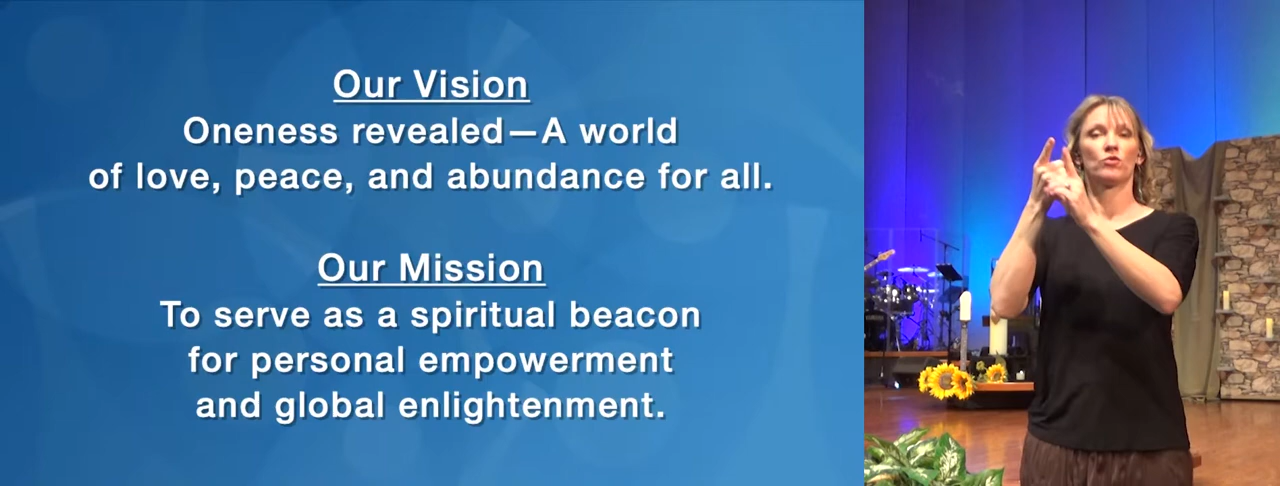 Our Vision
Oneness revealed—A world
of love, peace, and abundance for all.
Our Mission
To serve as a spiritual beacon
for personal empowerment
and global enlightenment.